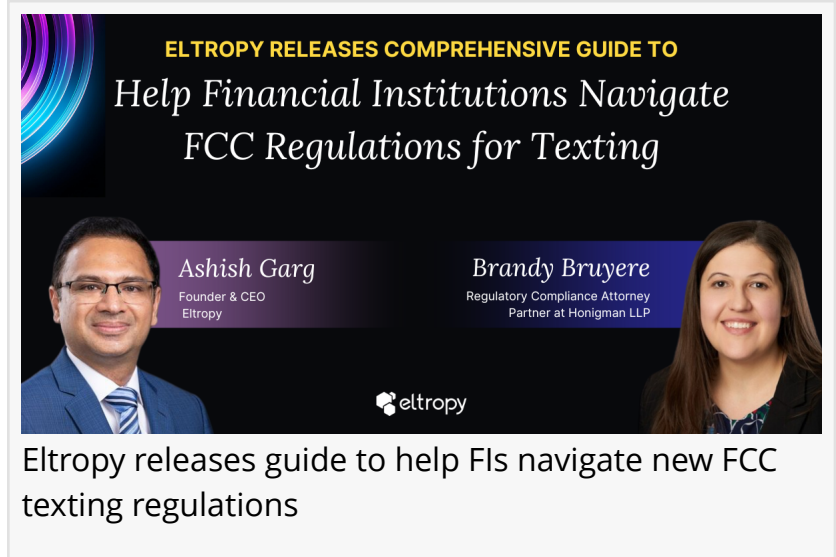 ELTROPY RELEASES COMPREHENSIVE GUIDE TO
Help Financial Institutions Navigate
FCC Regulations for Texting
Ashish Garg
Founder & CEO
Eltropy
Brandy Bruyere
Regulatory Compliance Attorney
Partner at Honigman LLP
eltropy
Eltropy releases guide to help FIs navigate new FCC
texting regulations